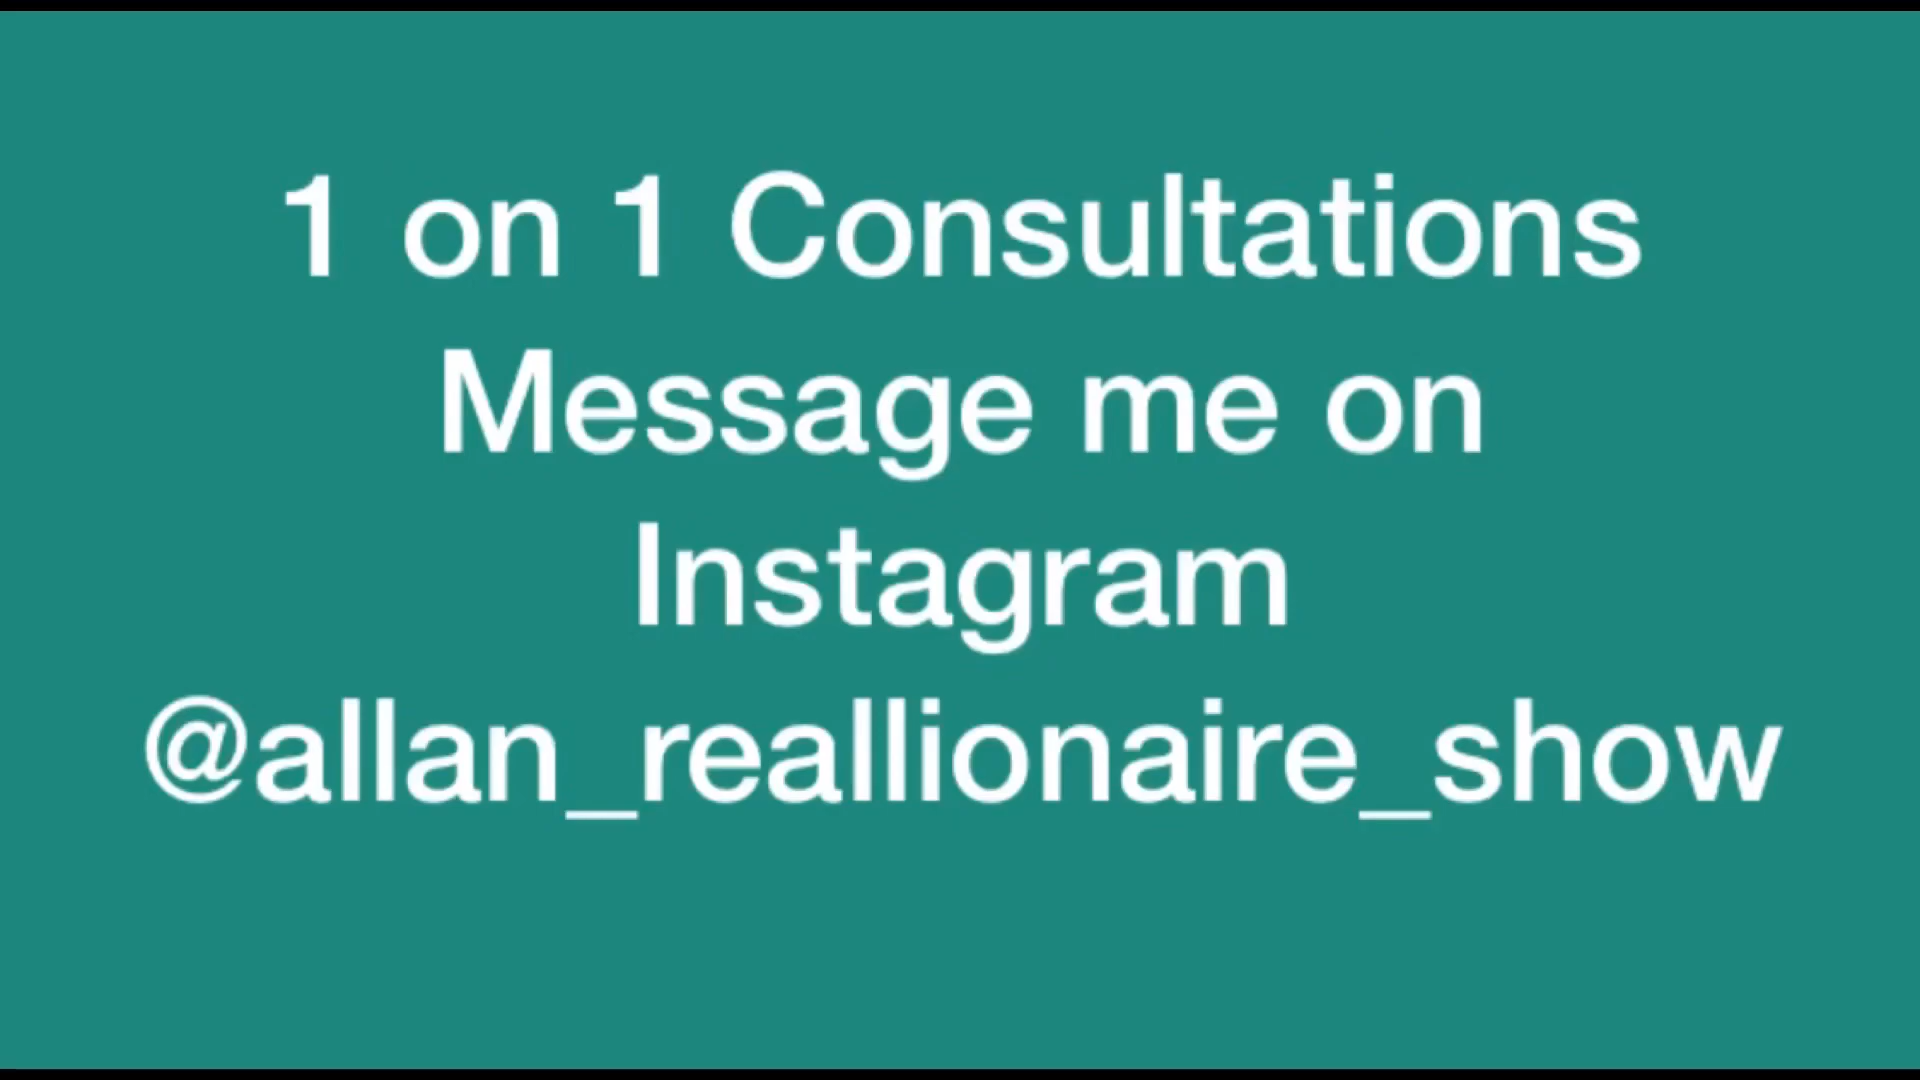 1 on 1 Consultations
Message me on
Instagram
@allan_reallionaire_show